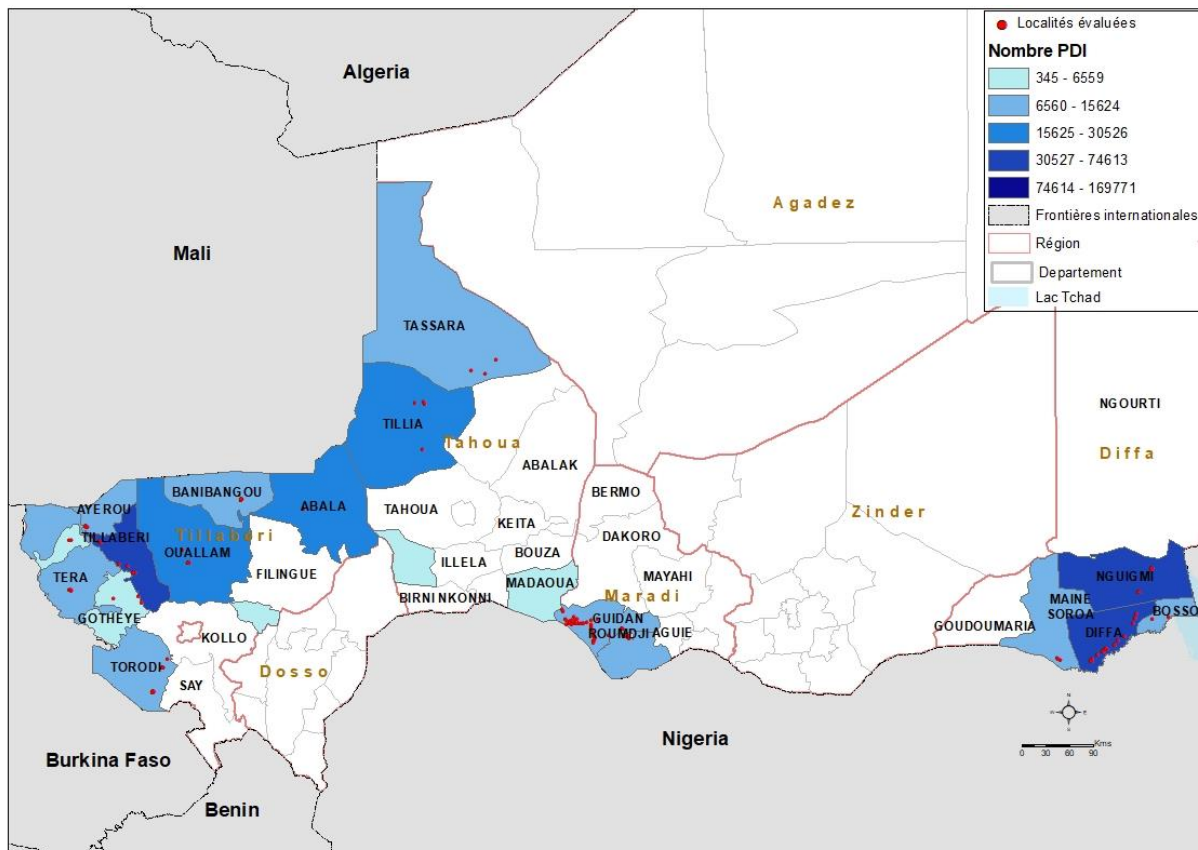 Localités évaluées
Nombre PDI
345 - 6559
6560 - 15624
15625 - 30526
30527 - 74613
74614 - 169771
Frontières internationales
Région
Departement
Lac Tchad
Algeria
Agadez
Mali
TASSARA
NGOURTI
TILLIA
Tahoua
Diffa
ABALAK
BANIBANGOU
BERMO
AYEROU
ABALA
TAHOUA
Zinder
KEITA
TILLABERI
Tillaberi
DAKORO
OUALLAM
BOUZA
ILLELA
FILINGUE
MAYAHI
TERA
MADAOUA
NGUIGMI
BIRNINKONNI
Maradi
MAINE
SOROA
BOSSO
GOTHEYE
GUIDAN
ROUMDJI
AGUIE
GOUDOUMARIA
DIFFA
KOLLO
TORODI
Dosso
SAY
N
W
E
S
Nigeria
Kms
0 30 60 90
Burkina Faso
Benin